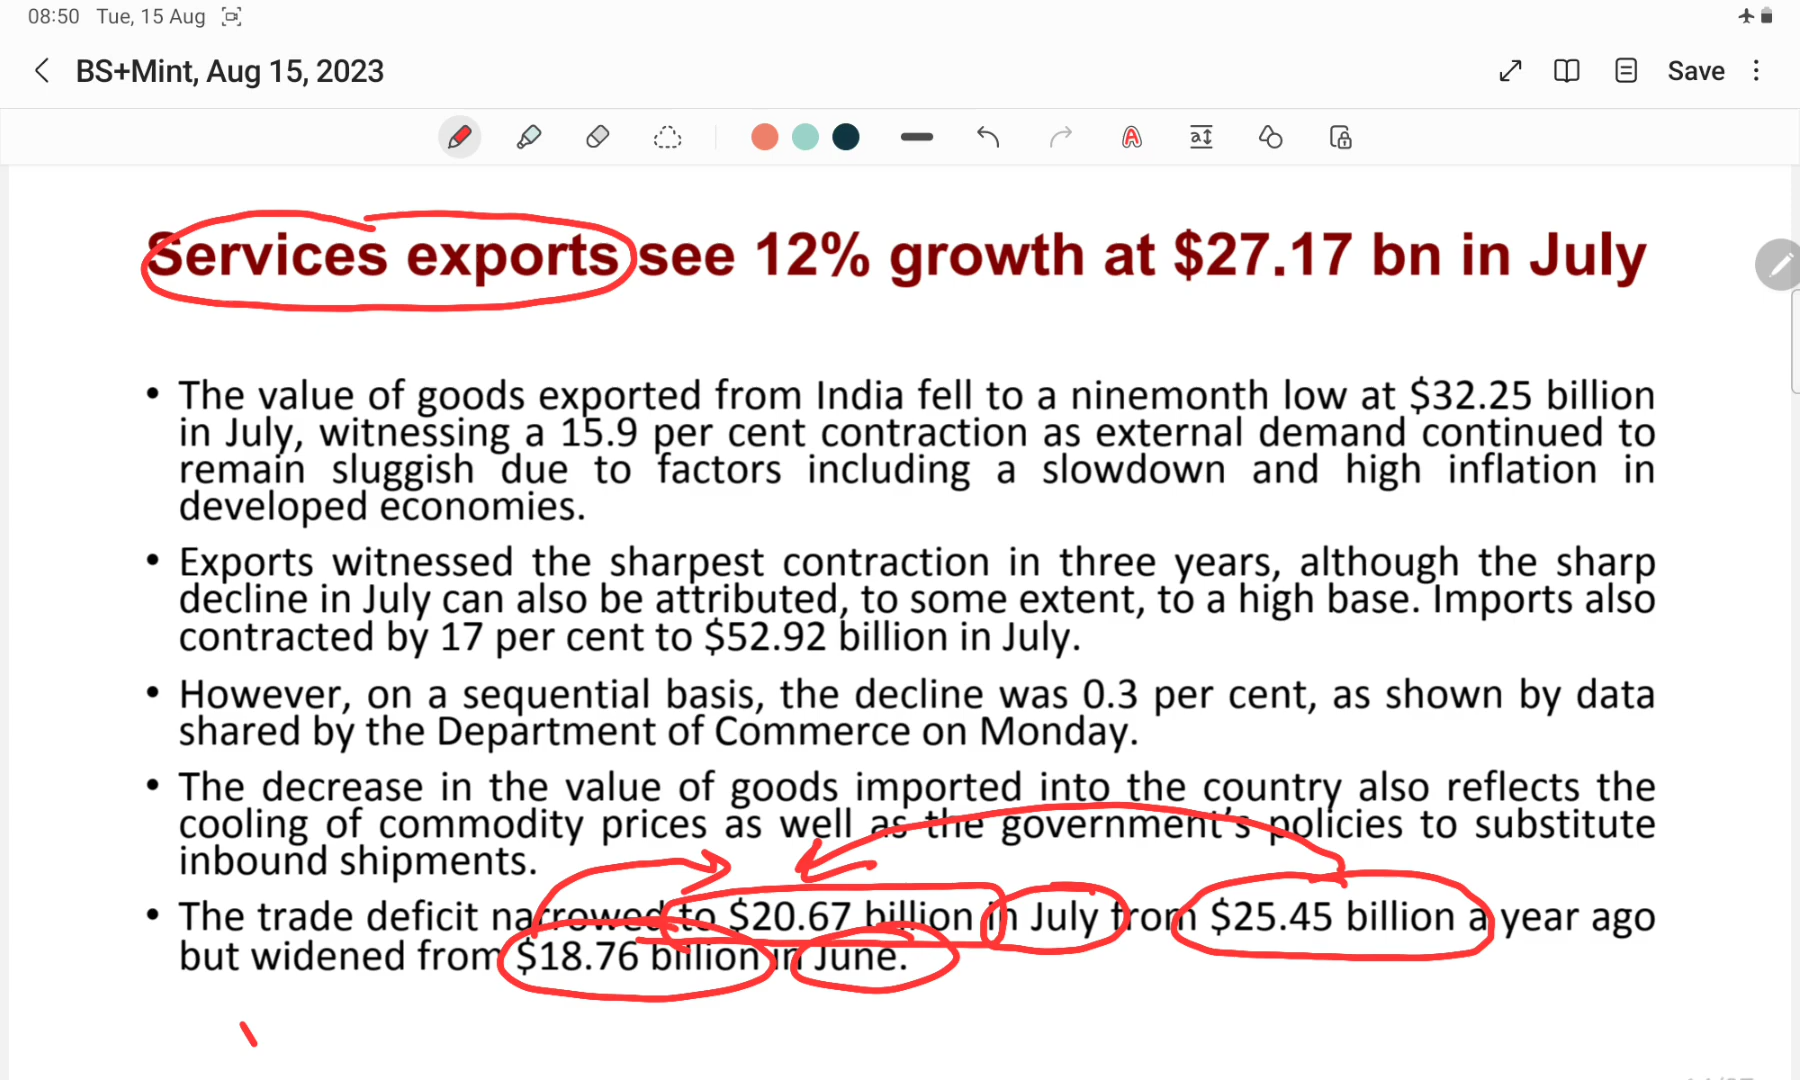 08:50 Tue, 15 Aug
BS+Mint, Aug 15, 2023
Save
Services exports see 12% growth at $27.17 bn in July
• The value of goods exported from India fell to a ninemonth low at $32.25 billion
in July, witnessing a 15.9 per cent contraction as external demand continued to
remain sluggish due to factors including a slowdown and high inflation in
developed economies.
• Exports witnessed the sharpest contraction in three years, although the sharp
decline in July can also be attributed, to some extent, to a high base. Imports also
contracted by 17 per cent to $52.92 billion in July.
• However, on a sequential basis, the decline was 0.3 per cent, as shown by data
shared by the Department of Commerce on Monday.
• The decrease in the value of goods imported into the country also reflects the
cooling of commodity prices as well as the government's policies to substitute
inbound shipments.
• The trade deficit narrowed to $20.67 billion in July from $25.45 billion a year ago
but widened from $18.76 billion in June.